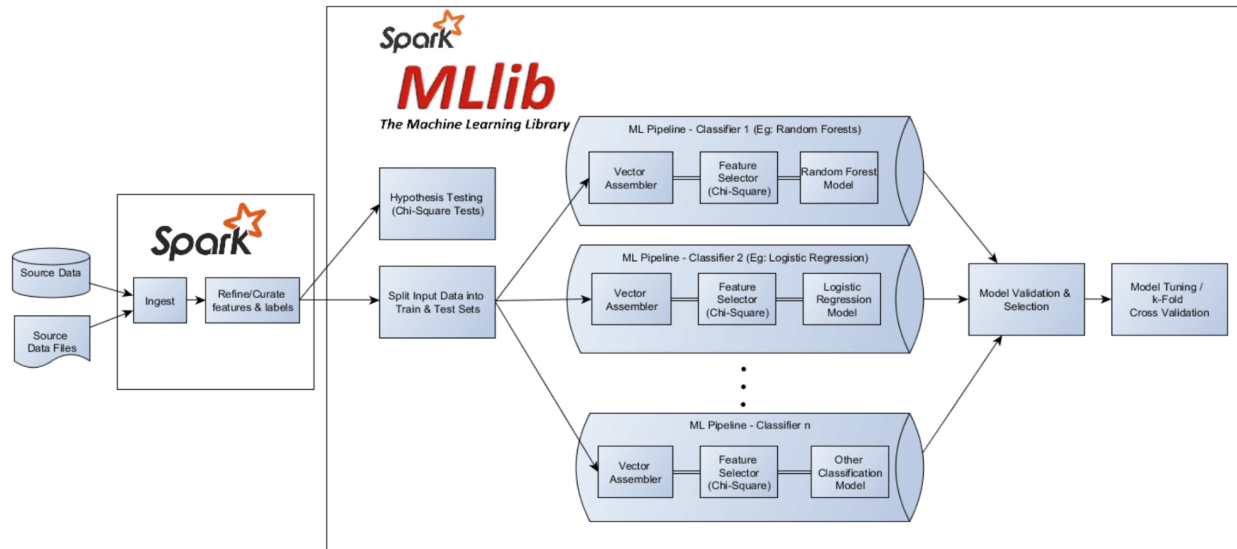 Spark
MLlib
The Machine Learning Library
Spark
Source Data
Source
Data Files
Ingest
Refine/Curate
features & labels
Hypothesis Testing
(Chi-Square Tests)
Split Input Data into
Train & Test Sets
ML Pipeline - Classifier 1 (Eg: Random Forests)
Vector
Assembler
Feature
Selector
(Chi-Square)
Random Forest
Model
ML Pipeline - Classifier 2 (Eg: Logistic Regression)
Vector
Assembler
Feature
Selector
(Chi-Square)
Logistic
Regression
Model
ML Pipeline - Classifier n
Vector
Assembler
Feature
Selector
(Chi-Square)
Other
Classification
Model
Model Validation &
Selection
Model Tuning /
k-Fold
Cross Validation